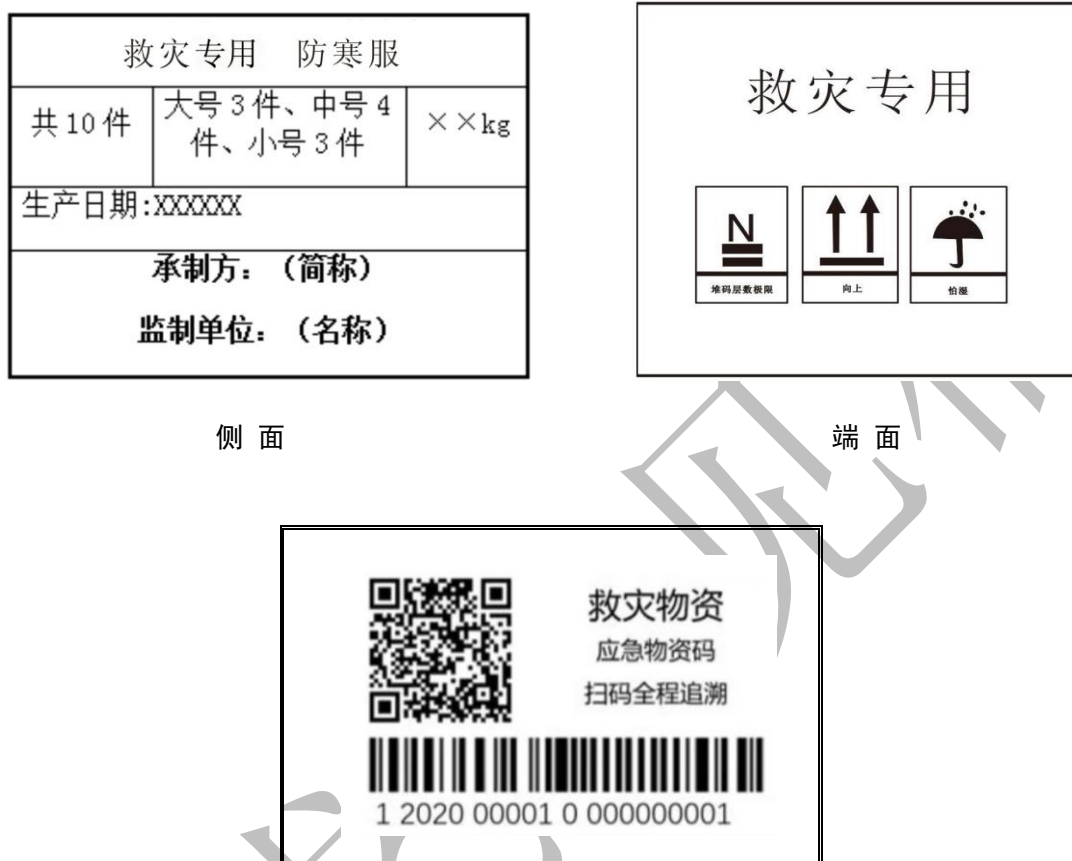 救灾专用 防寒服
共10件
大号3件、中号4
件、小号3件
××kg
生产日期:XXXXXX
承制方：（简称）
监制单位：（名称）
侧 面
救灾专用
N
堆码层数极限
向上
怕湿
端 面
救灾物资
应急物资码
扫码全程追溯
1 2020 00001 0 000000001